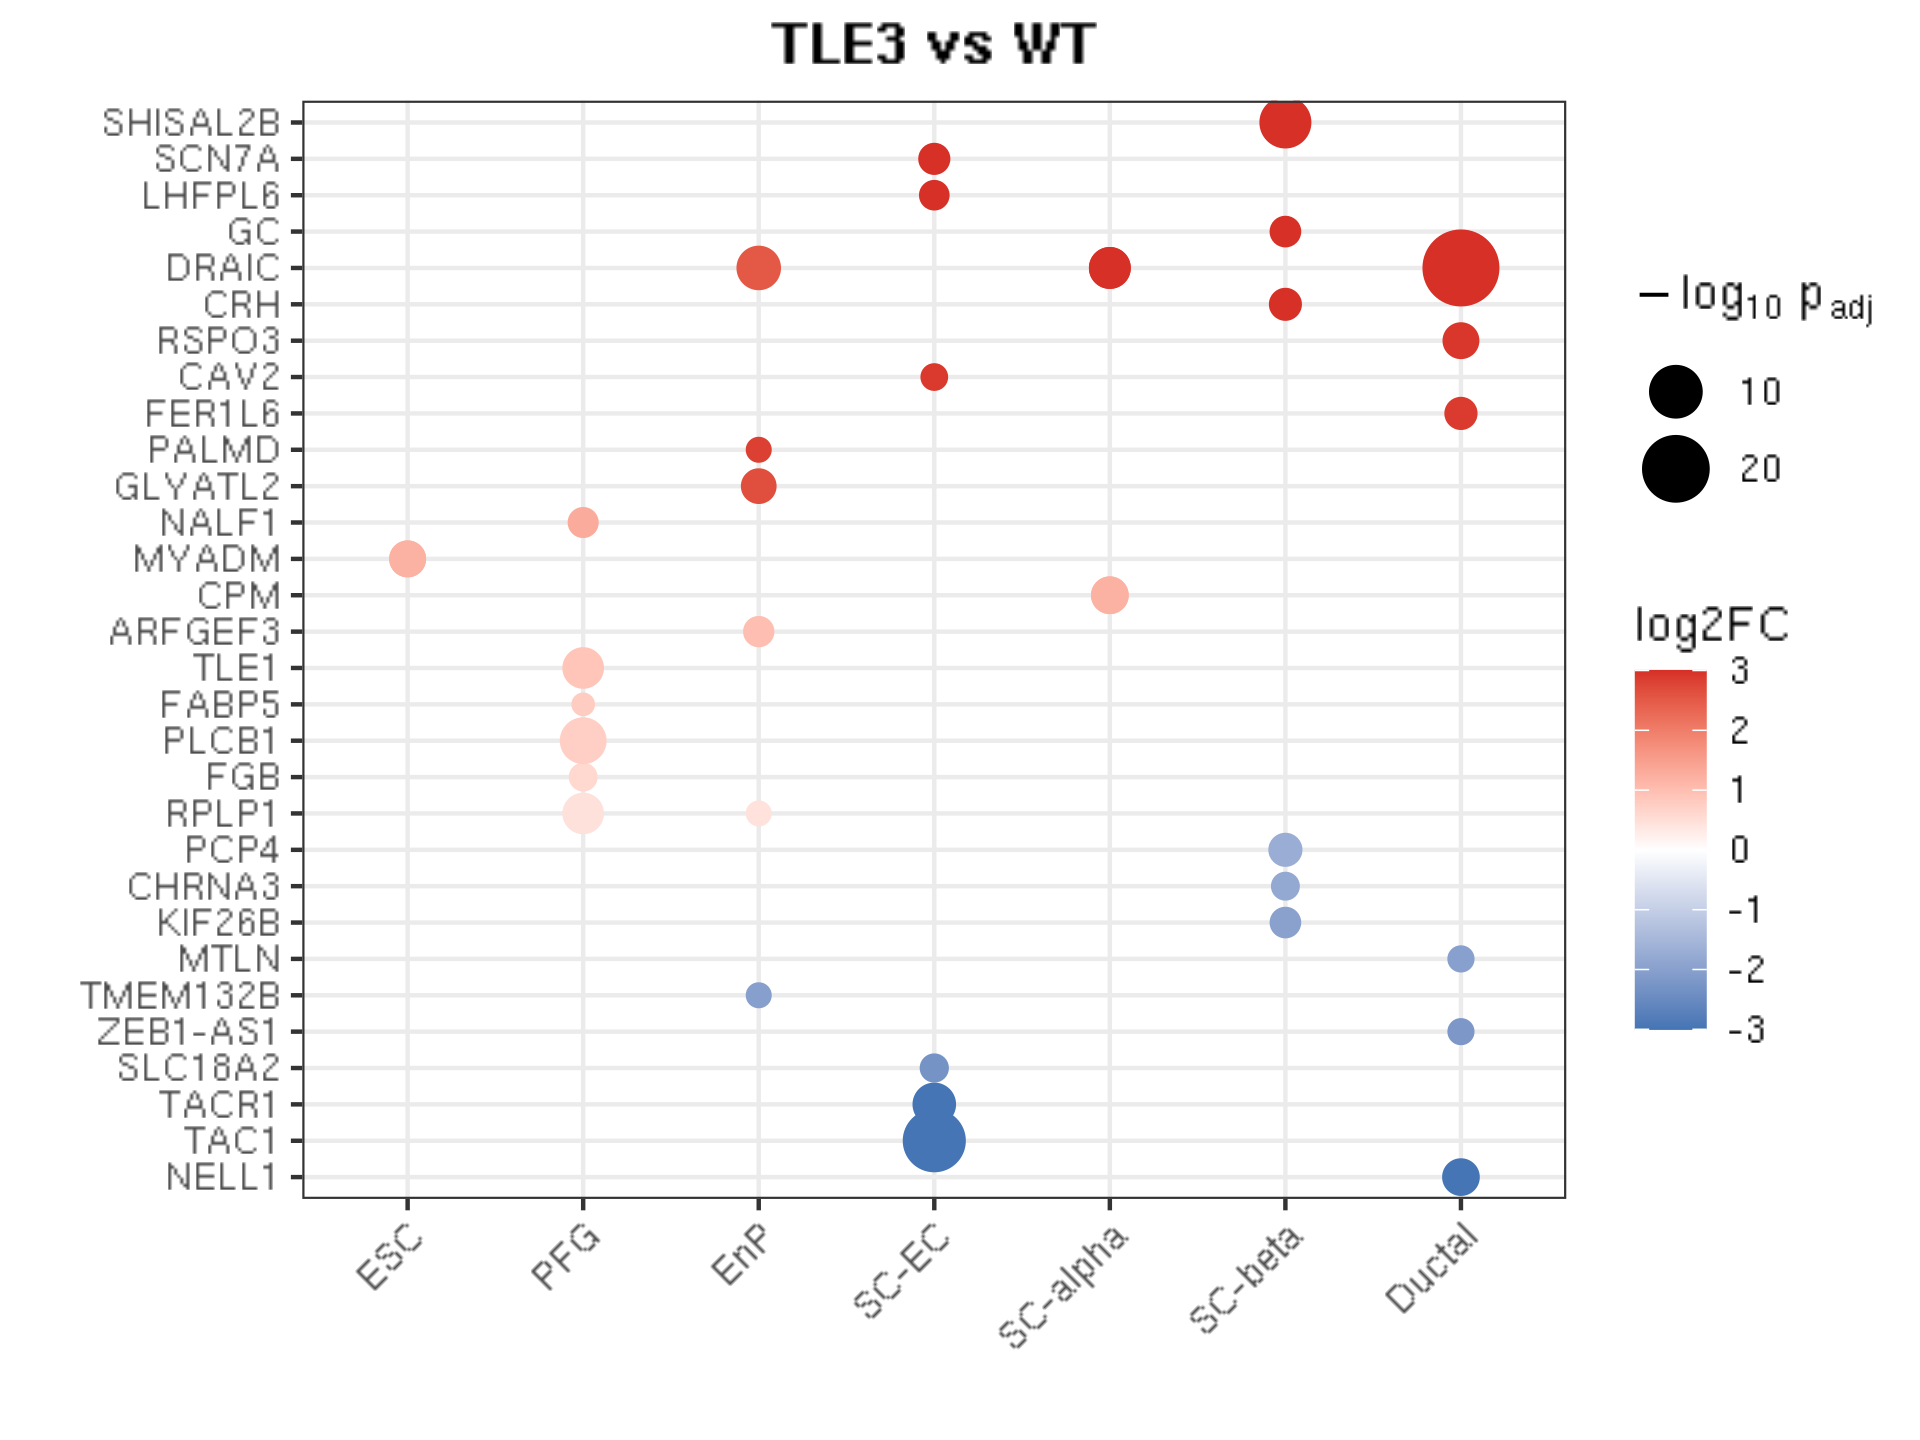 TLE3 vs WT
SHISAL2B
SCN7A
LHFPL6
GC
DRAIC
CRH
RSPO3
CAV2
FER1L6
PALMD
GLYATL2
NALF1
MYADM
CPM
ARFGEF3
TLE1
FABP5
PLCB1
FGB
RPLP1
PCP4
CHRNA3
KIF26B
MTLN
TMEM132B
ZEB1-AS1
SLC18A2
TACR1
TAC1
NELL1
ESC
PFG
EnP
SC-EC
SC-alpha
SC-beta
Ductal
− log10 p adj
10
20
log2FC
3
2
1
0
-1
-2
-3